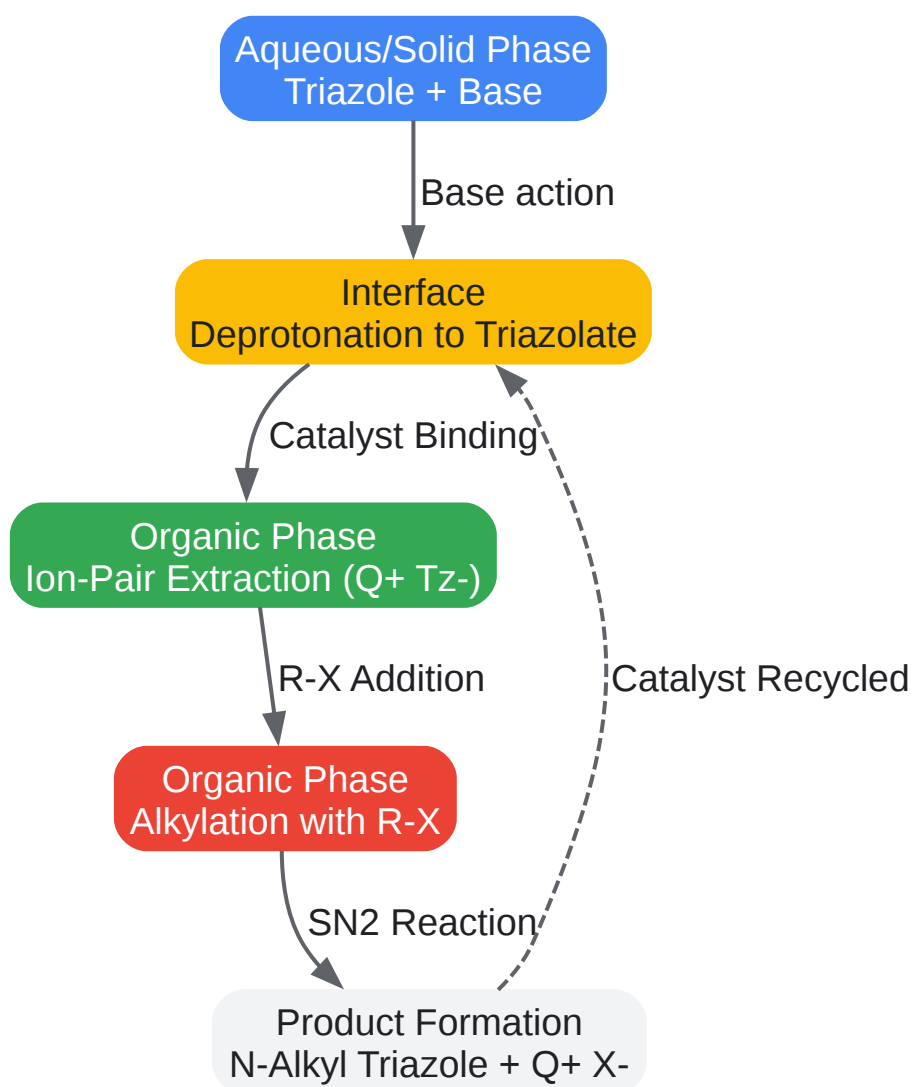 Aqueous/Solid Phase
Triazole + Base
Base action
Interface
Deprotonation to Triazolate
Catalyst Binding
Organic Phase
Ion-Pair Extraction (Q+ Tz-)
R-X Addition
Catalyst Recycled
Organic Phase
Alkylation with R-X
SN2 Reaction
Product Formation
N-Alkyl Triazole + Q+ X-